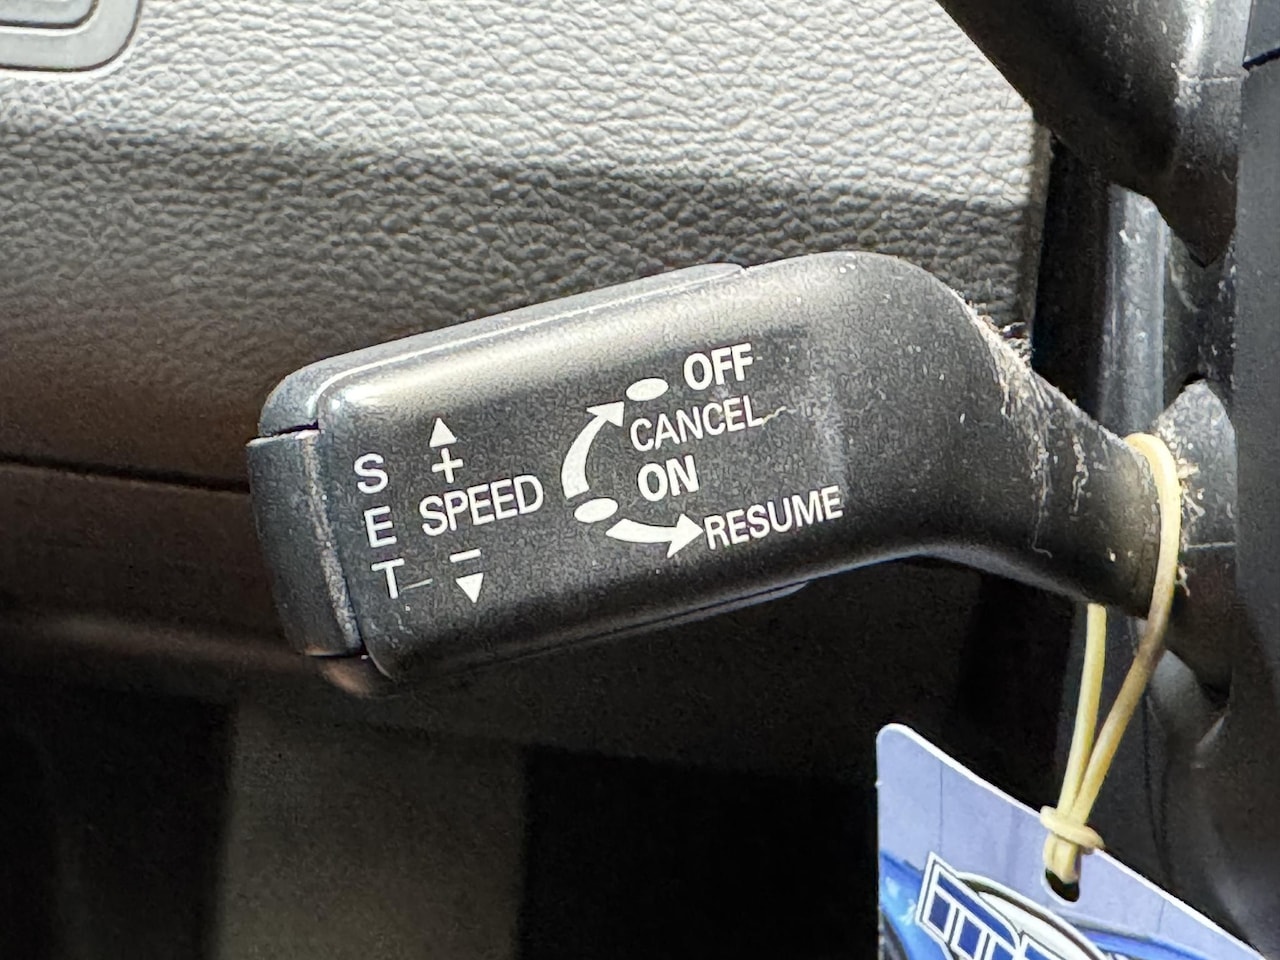 OFF
CANCEL
ON
RESUME
+
SPEED
−
S
E
T